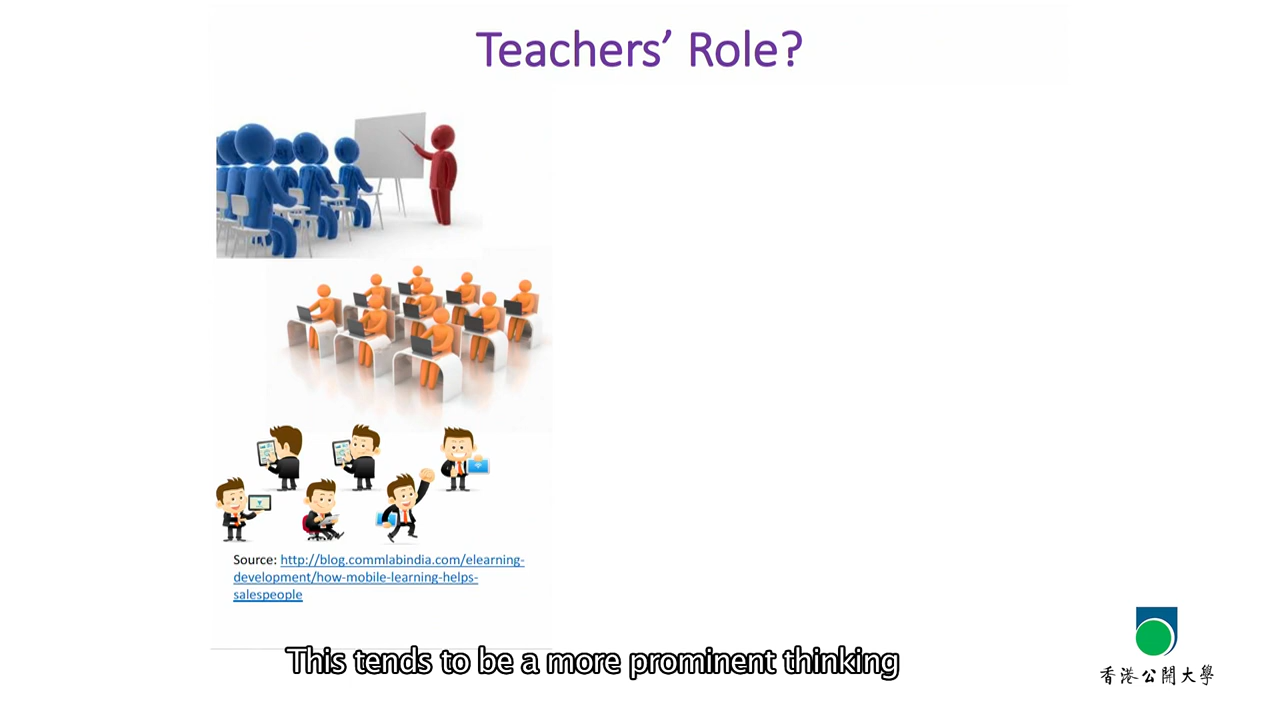 Teachers’ Role?
Source: http://blog.commlabindia.com/elearning-
development/how-mobile-learning-helps-
salespeople
This tends to be a more prominent thinking
香港公開大學